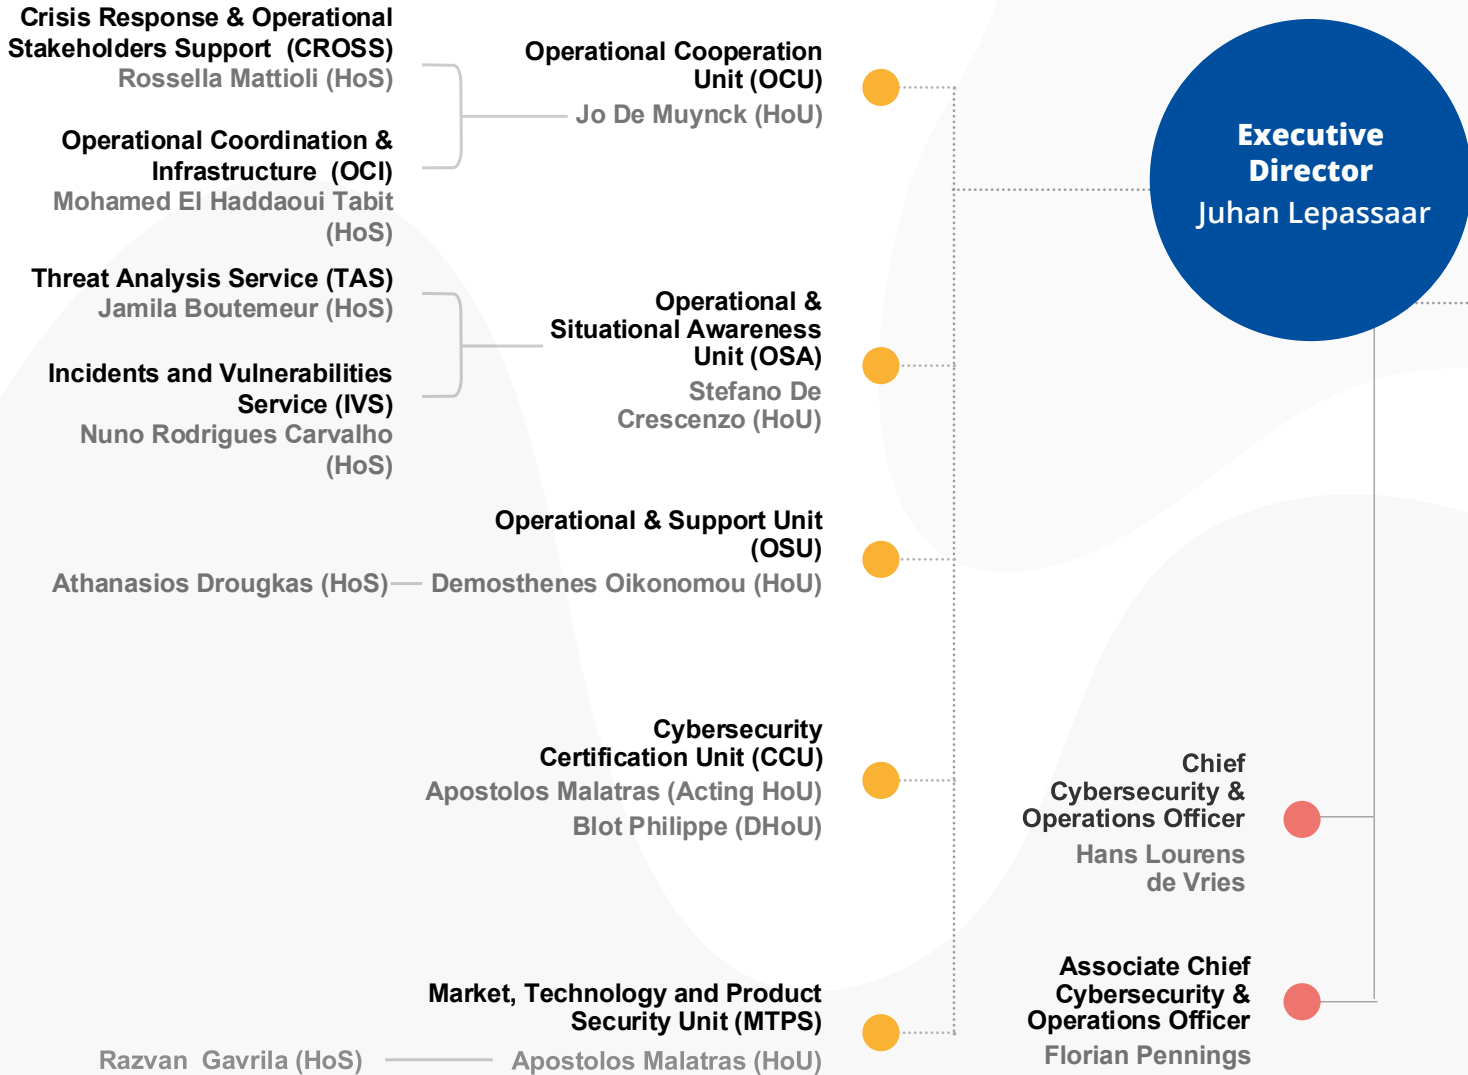 Crisis Response & Operational
Stakeholders Support (CROSS)
Rossella Mattioli (HoS)
Operational Coordination &
Infrastructure (OCI)
Mohamed El Haddaoui Tabit
(HoS)
Operational Cooperation
Unit (OCU)
Jo De Muynck (HoU)
Threat Analysis Service (TAS)
Jamila Boutemeur (HoS)
Incidents and Vulnerabilities
Service (IVS)
Nuno Rodrigues Carvalho
(HoS)
Operational &
Situational Awareness
Unit (OSA)
Stefano De
Crescenzo (HoU)
Operational & Support Unit
(OSU)
Athanasios Drougkas (HoS)
Demosthenes Oikonomou (HoU)
Cybersecurity
Certification Unit (CCU)
Apostolos Malatras (Acting HoU)
Blot Philippe (DHoU)
Market, Technology and Product
Security Unit (MTPS)
Razvan Gavrila (HoS)
Apostolos Malatras (HoU)
Executive
Director
Juhan Lepassaar
Chief
Cybersecurity &
Operations Officer
Hans Lourens
de Vries
Associate Chief
Cybersecurity &
Operations Officer
Florian Pennings